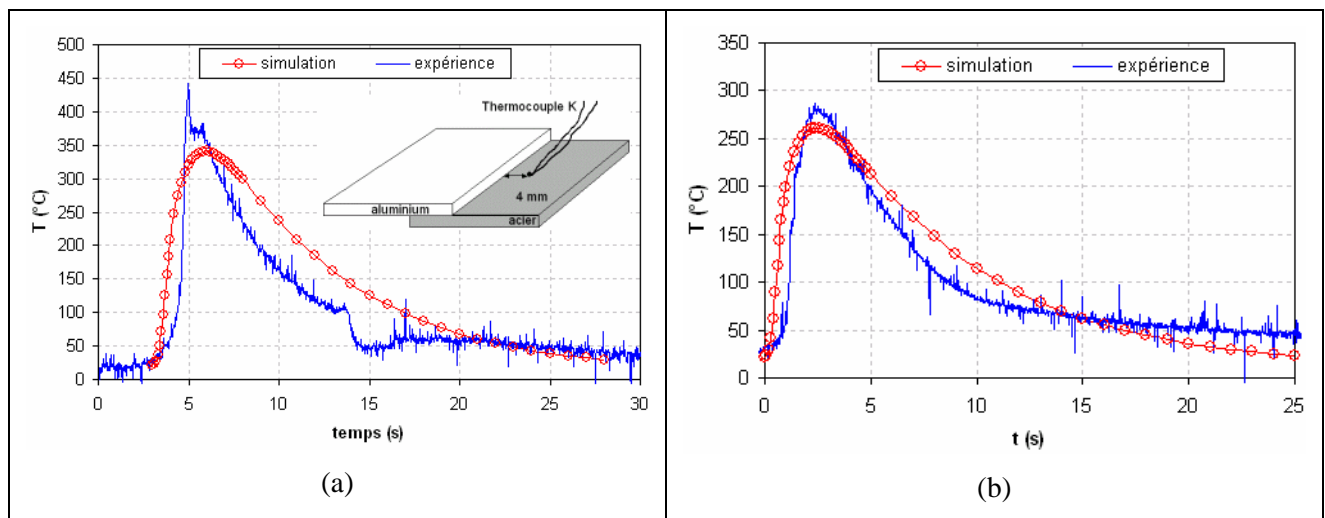 500
450
400
350
300
250
200
150
100
50
0
T (°C)
simulation
expérience
Thermocouple K
4 mm
aluminium
acier
0 5 10 15 20 25 30
temps (s)
(a)
350
300
250
200
150
100
50
0
T (°C)
simulation
expérience
0 5 10 15 20 25
t (s)
(b)